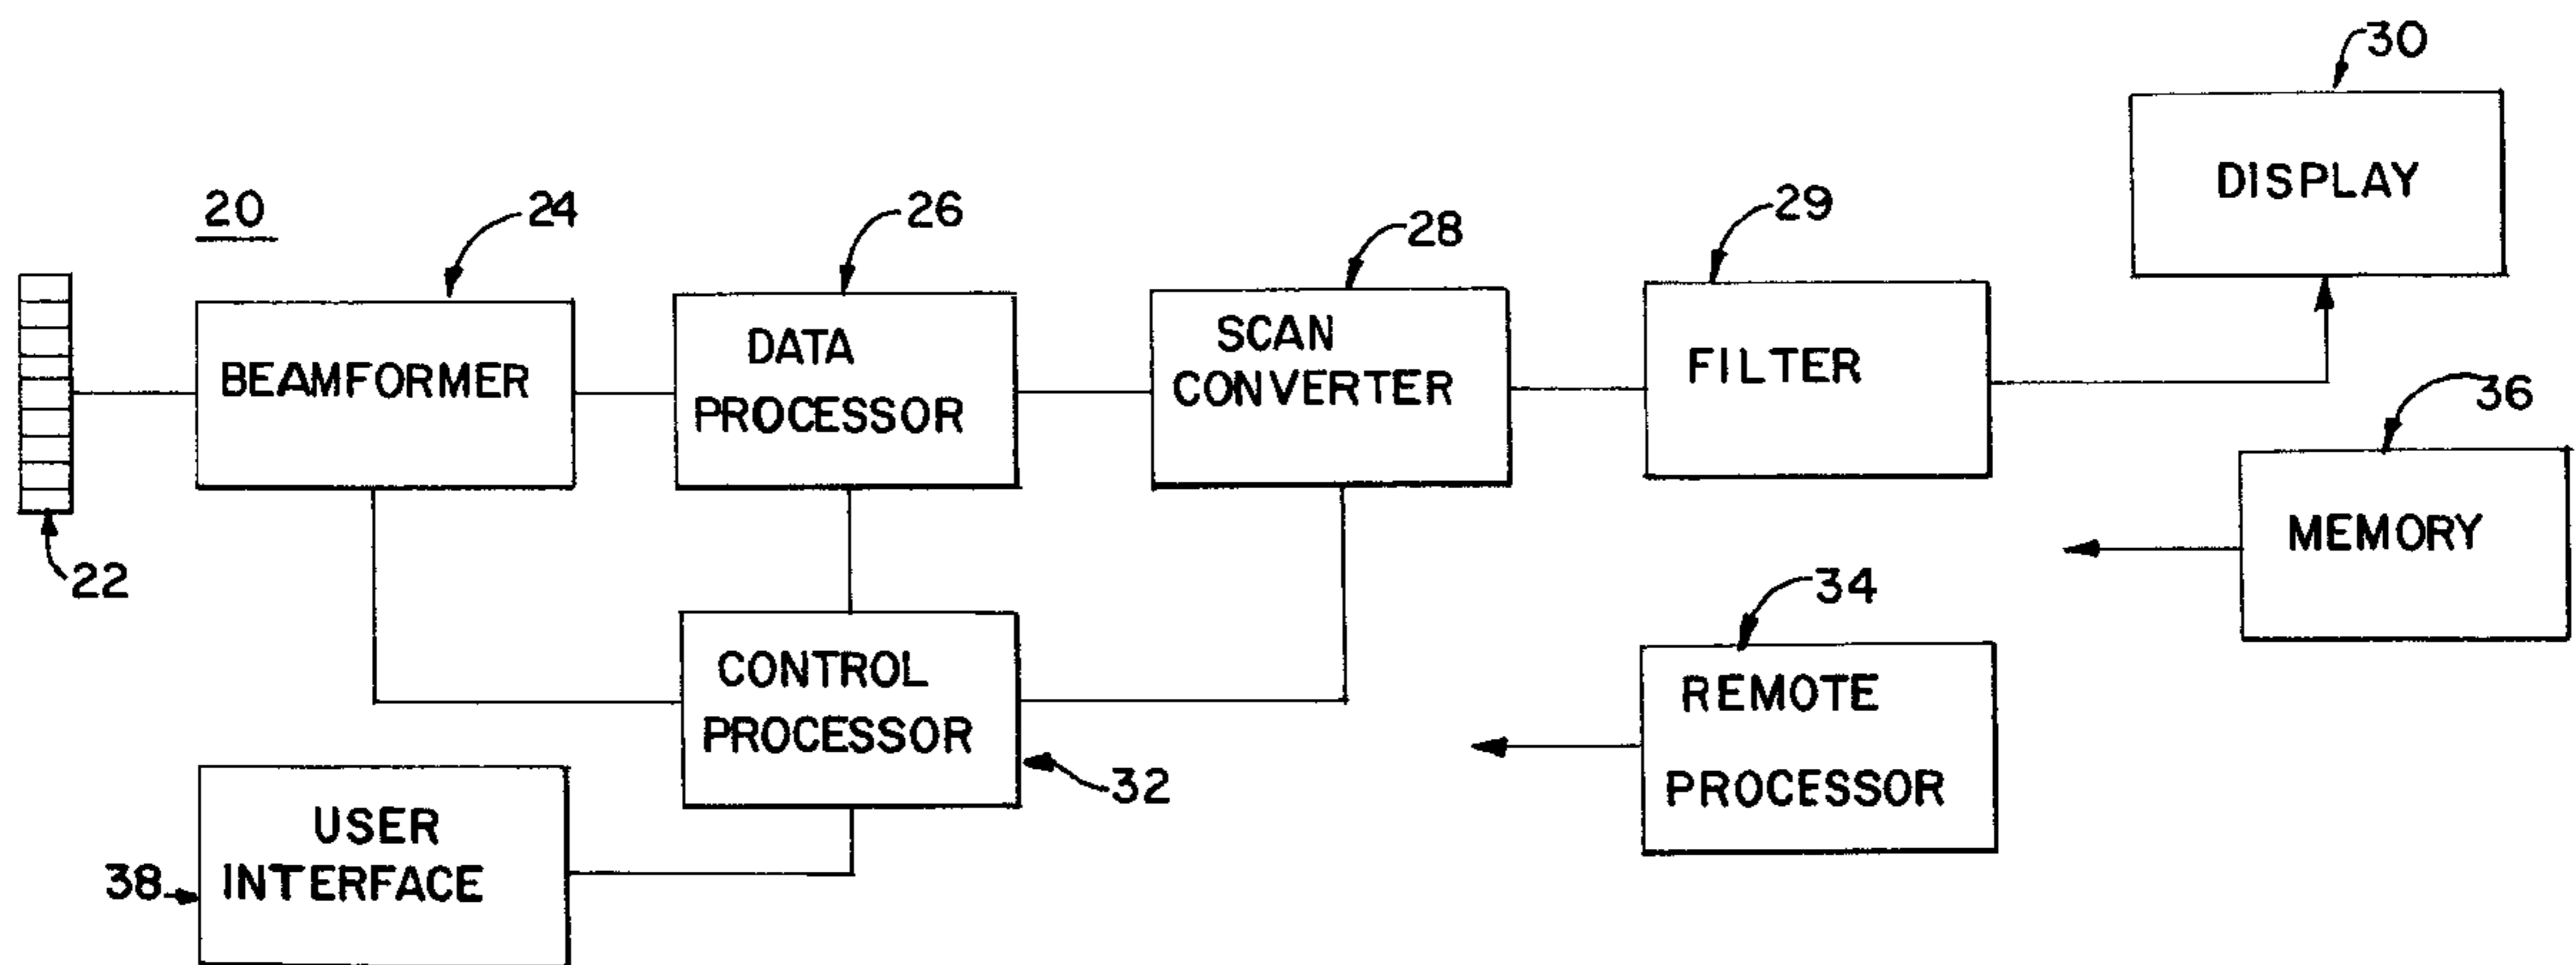 30
DISPLAY
20
24
26
28
29
BEAMFORMER
DATA
PROCESSOR
SCAN
CONVERTER
FILTER
36
MEMORY
22
34
CONTROL
PROCESSOR
32
REMOTE
PROCESSOR
USER
INTERFACE
38